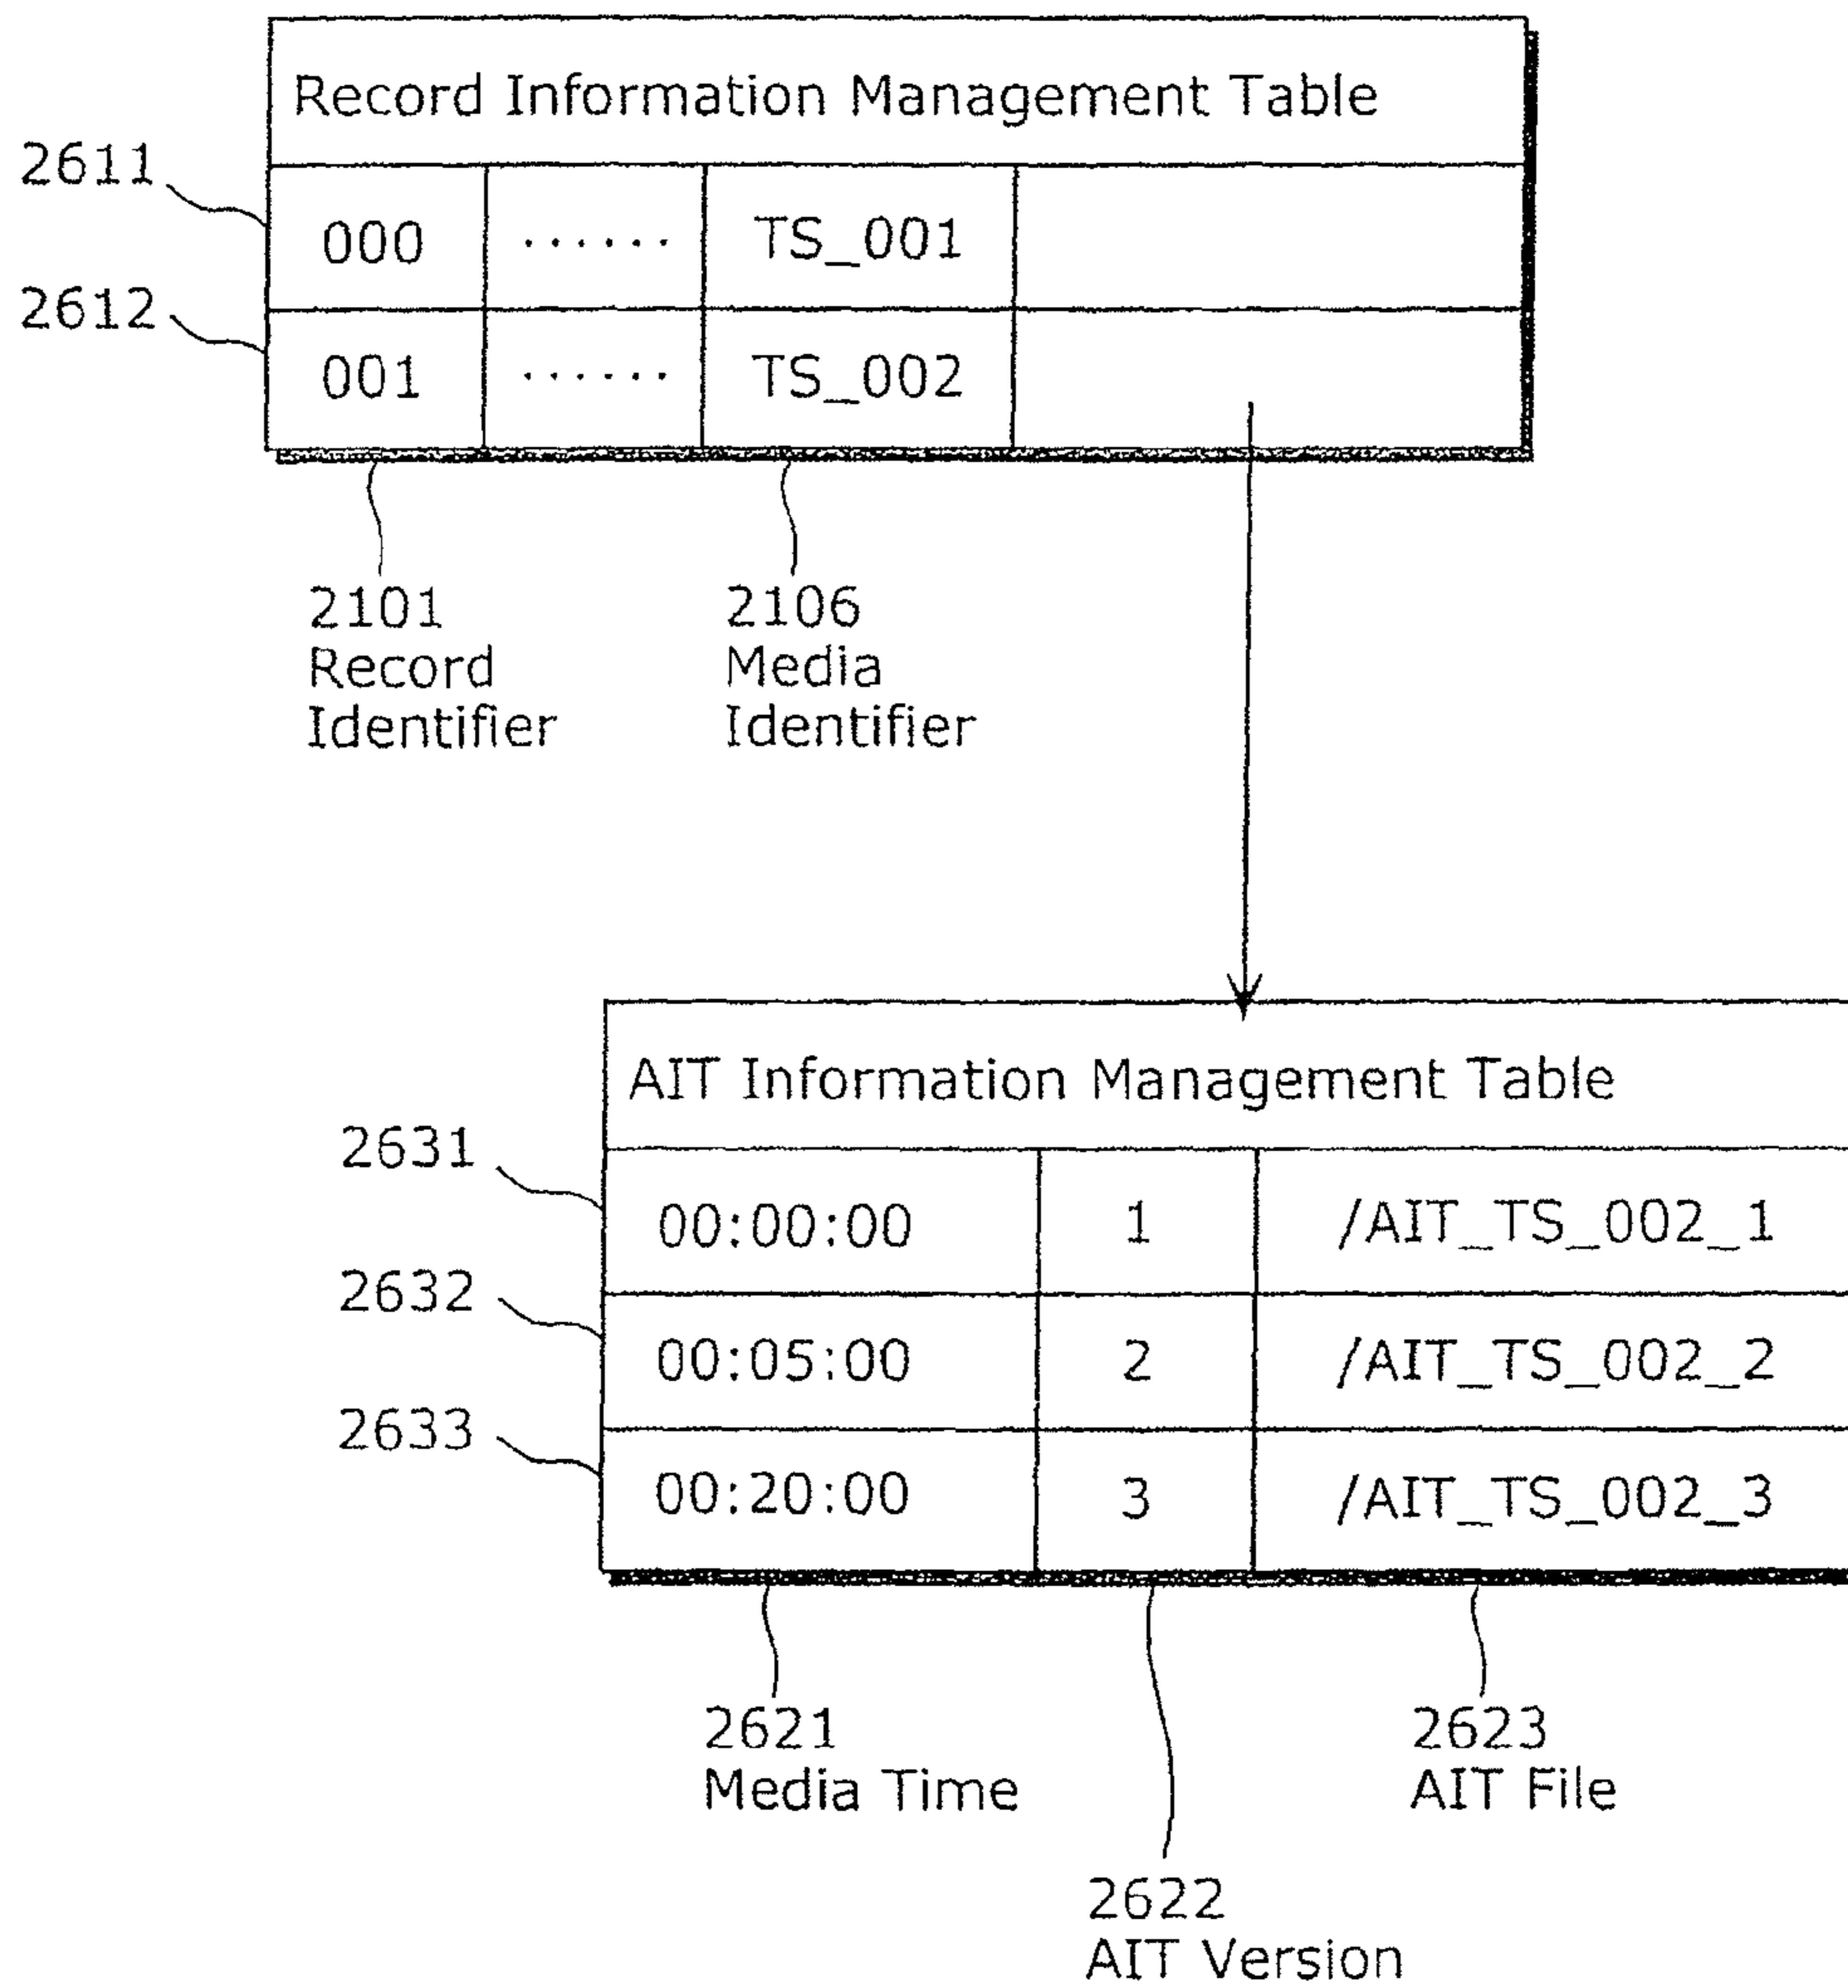 Record Information Management Table
2611
000 ...... TS_001
2612
001 ...... TS_002
2101
Record
Identifier
2106
Media
Identifier
AIT Information Management Table
2631
00:00:00 1 /AIT_TS_002_1
2632
00:05:00 2 /AIT_TS_002_2
2633
00:20:00 3 /AIT_TS_002_3
2621
Media Time
2623
AIT File
2622
AIT Version